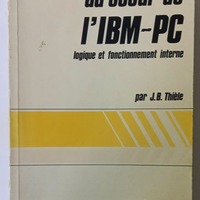 au coeur de
l'IBM-PC
logique et fonctionnement interne
par J.B. Thièle